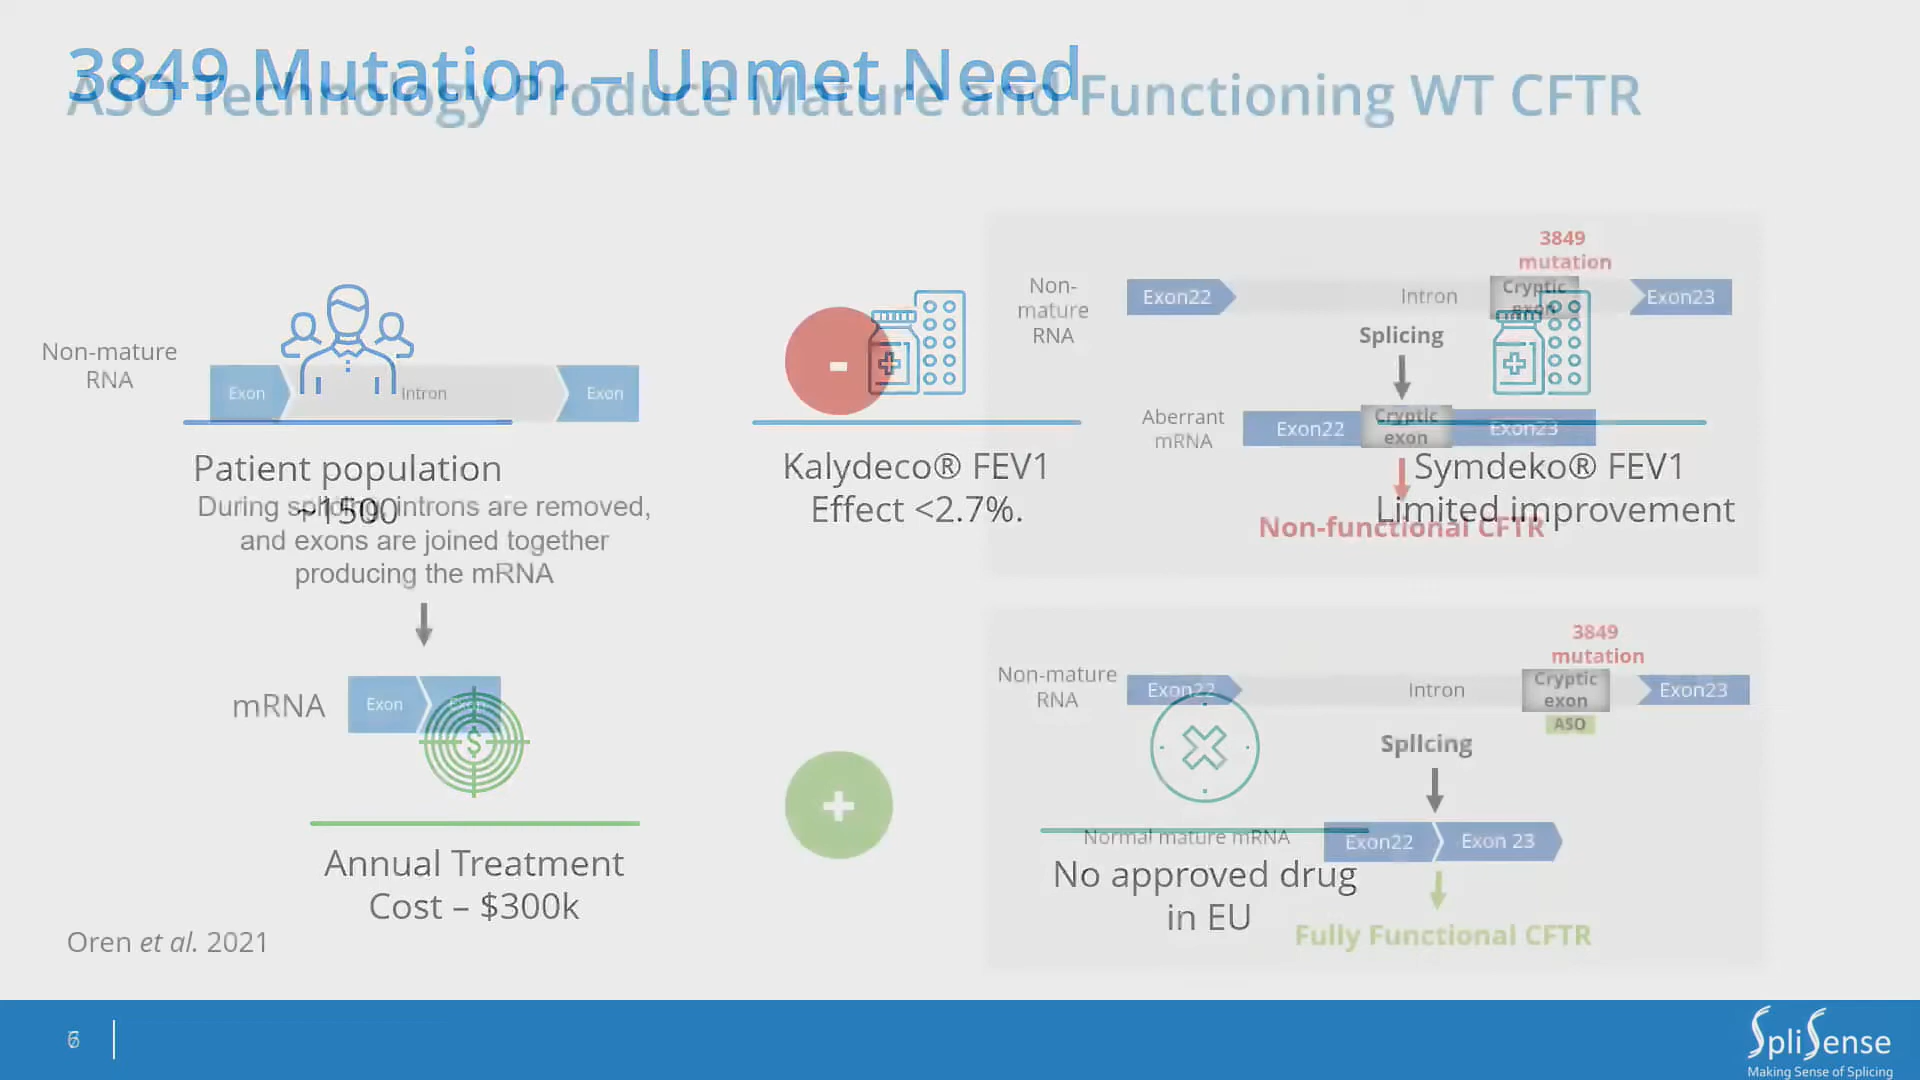 3849 Mutation – Unmet Need
ASO Technology Produce Mature and Functioning WT CFTR
Non-mature
RNA
Exon
Intron
Exon
Patient population
~1500
During splicing, introns are removed,
and exons are joined together
producing the mRNA
mRNA
Exon
Exon
$
Annual Treatment
Cost – $300k
Oren et al. 2021
-
Kalydeco® FEV1
Effect <2.7%.
+
3849
mutation
Non-
mature
RNA
Exon22
Intron
Cryptic
exon
Exon23
Splicing
Aberrant
mRNA
Exon22
Cryptic
exon
Exon23
Symdeko® FEV1
Limited improvement
Non-functional CFTR
3849
mutation
Non-mature
RNA
Exon22
Intron
Cryptic
exon
Exon23
ASO
Splicing
Normal mature mRNA
Exon22
Exon 23
No approved drug
in EU
Fully Functional CFTR
SpliSense
Making Sense of Splicing